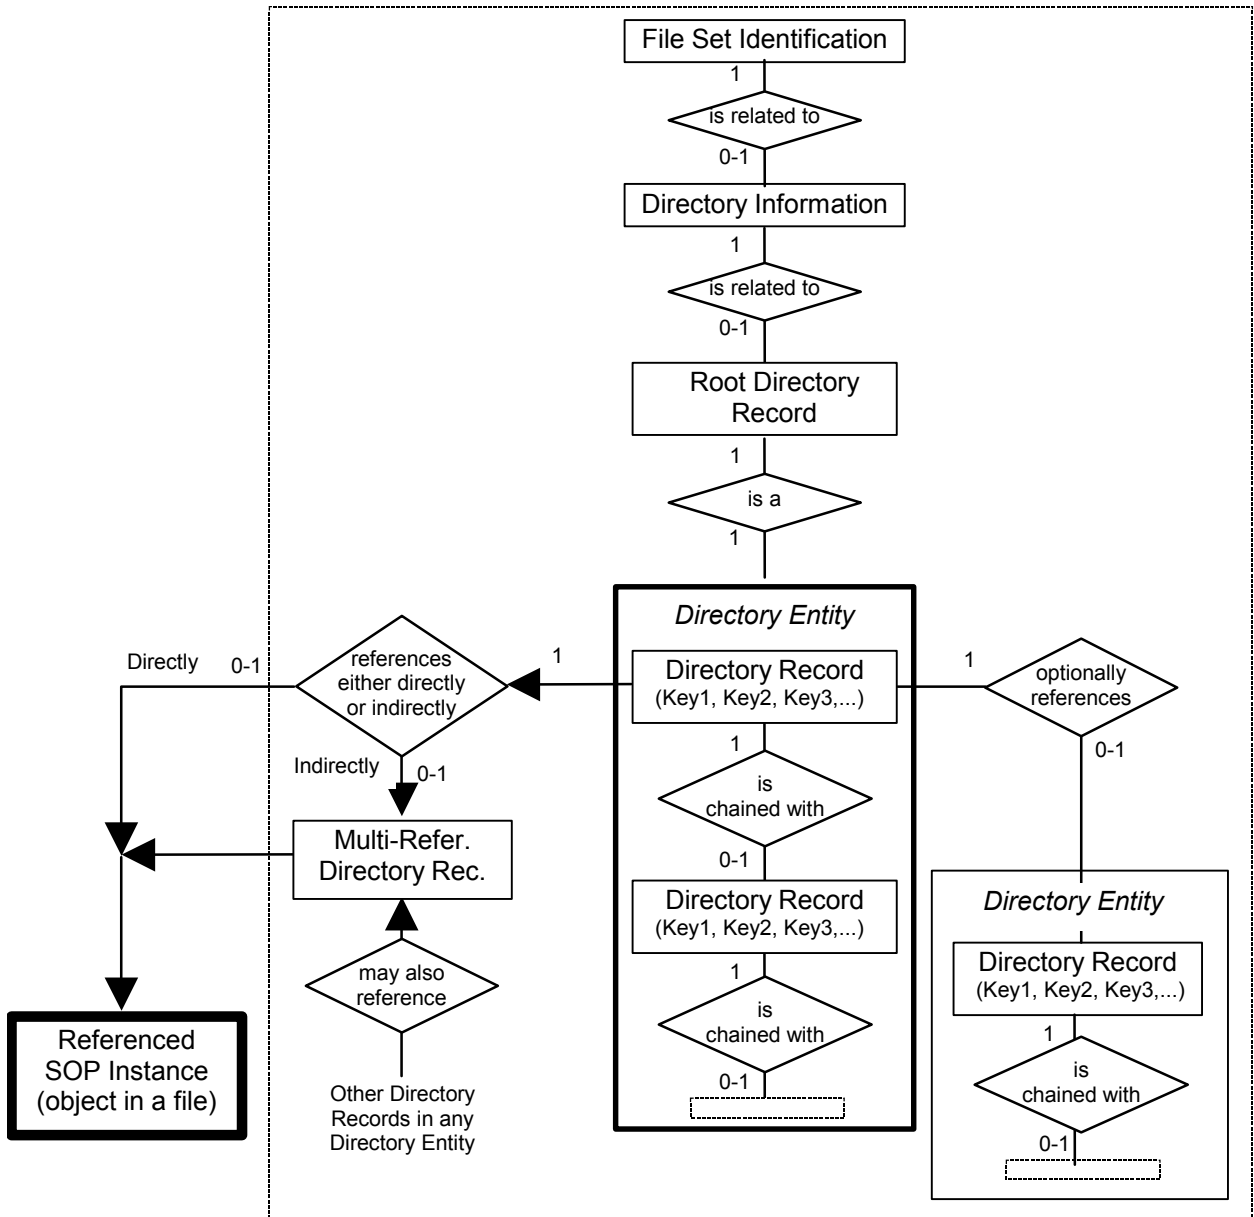 File Set Identification
1
is related to
0-1
Directory Information
1
is related to
0-1
Root Directory
Record
1
is a
1
Directory Entity
Directly
0-1
references
either directly
or indirectly
1
Directory Record
(Key1, Key2, Key3,...)
1
optionally
references
0-1
Indirectly
0-1
1
is
chained with
0-1
Multi-Refer.
Directory Rec.
Directory Record
(Key1, Key2, Key3,...)
1
is
chained with
0-1
may also
reference
Other Directory
Records in any
Directory Entity
Referenced
SOP Instance
(object in a file)
Directory Entity
Directory Record
(Key1, Key2, Key3,...)
1
is
chained with
0-1